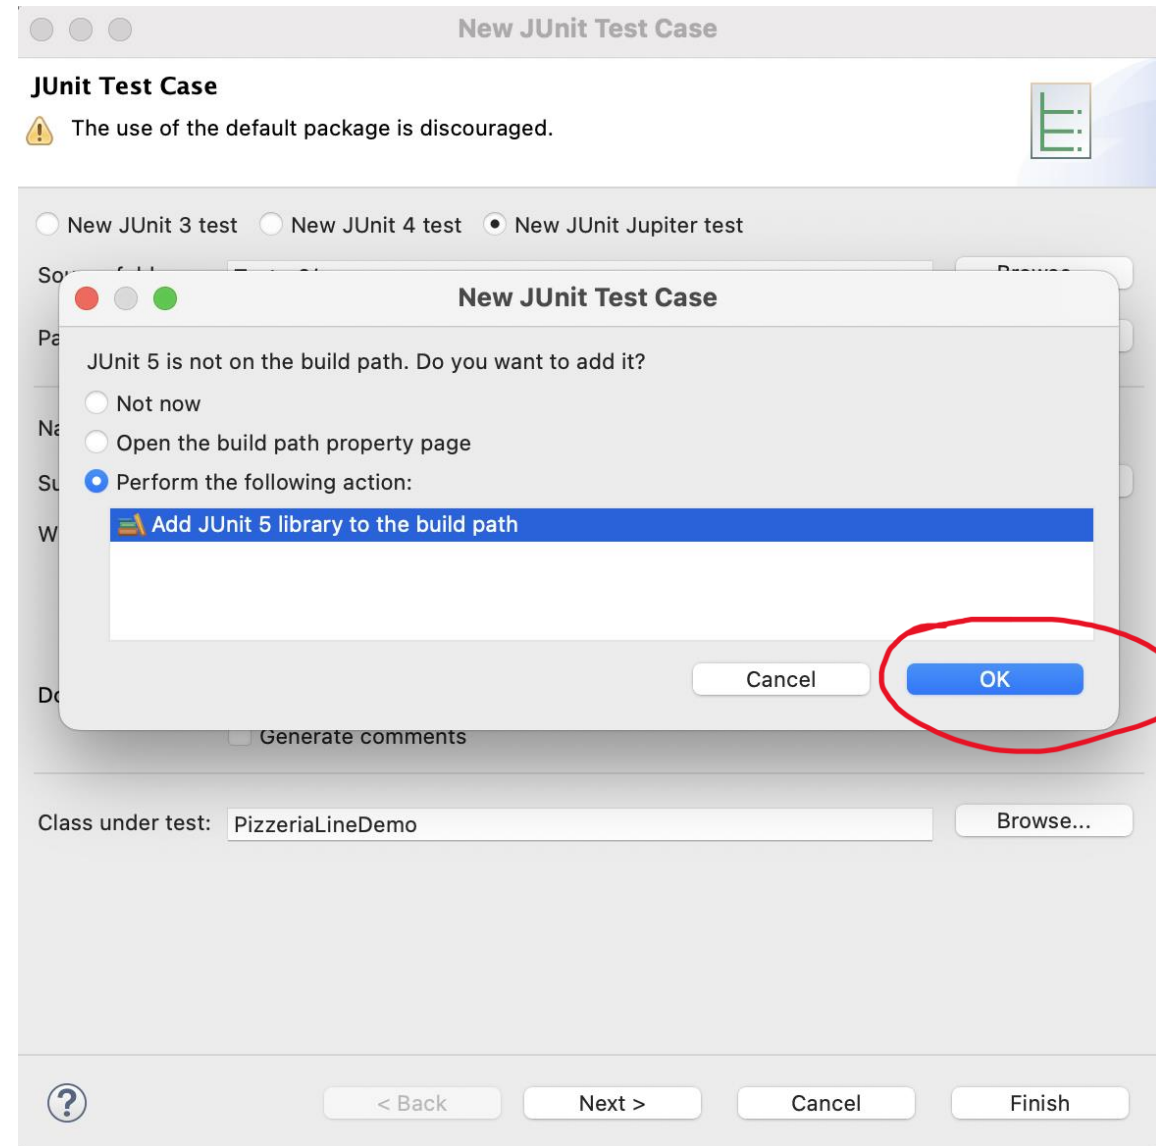 New JUnit Test Case
JUnit Test Case
The use of the default package is discouraged.
New JUnit 3 test New JUnit 4 test New JUnit Jupiter test
New JUnit Test Case
JUnit 5 is not on the build path. Do you want to add it?
Not now
Open the build path property page
Perform the following action:
Add JUnit 5 library to the build path
Cancel OK
Generate comments
Class under test: PizzeriaLineDemo Browse...
? < Back Next > Cancel Finish